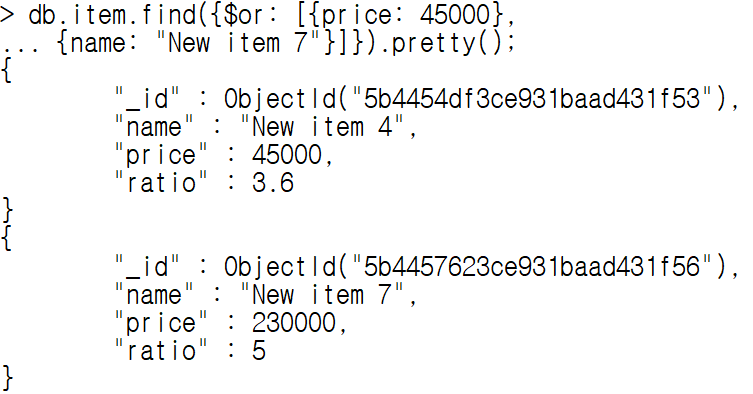 > db.item.find({$or: [{price: 45000},
... {name: "New item 7"}]}).pretty();
{
        "_id" : ObjectId("5b4454df3ce931baad431f53"),
        "name" : "New item 4",
        "price" : 45000,
        "ratio" : 3.6
}
{
        "_id" : ObjectId("5b4457623ce931baad431f56"),
        "name" : "New item 7",
        "price" : 230000,
        "ratio" : 5
}